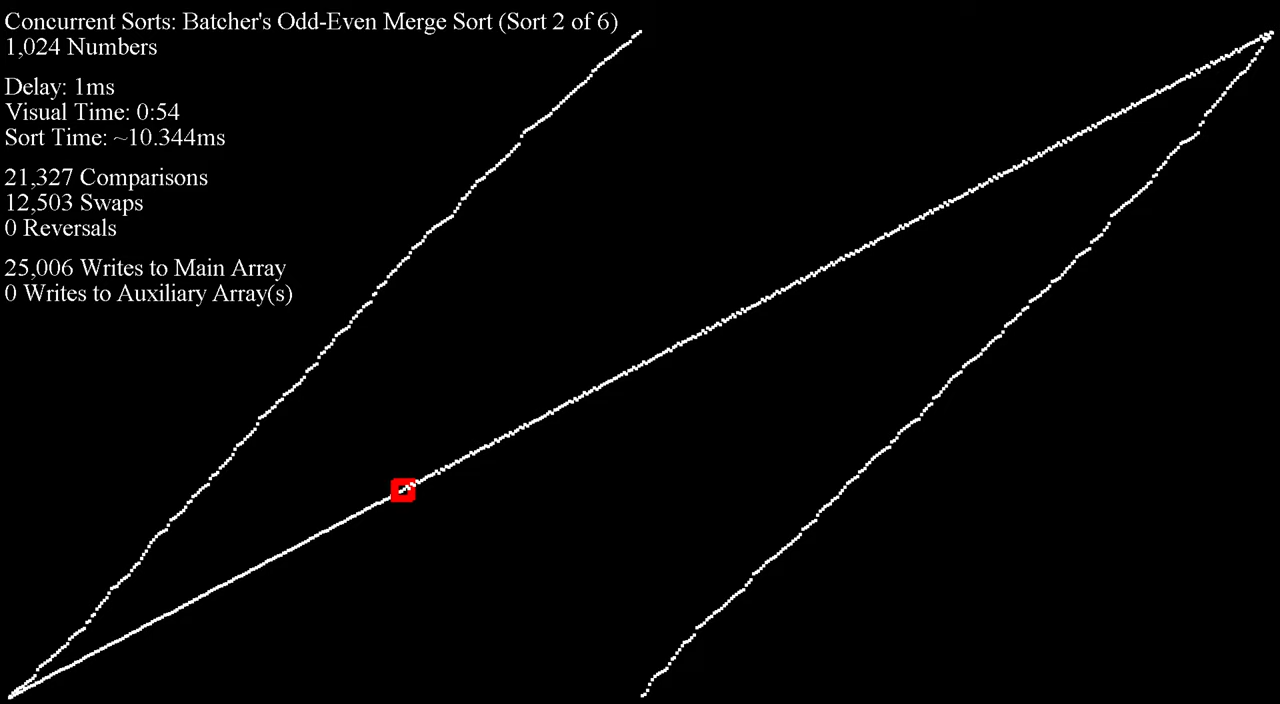 Concurrent Sorts: Batcher's Odd-Even Merge Sort (Sort 2 of 6)
1,024 Numbers
Delay: 1ms
Visual Time: 0:54
Sort Time: ~10.344ms
21,327 Comparisons
12,503 Swaps
0 Reversals
25,006 Writes to Main Array
0 Writes to Auxiliary Array(s)